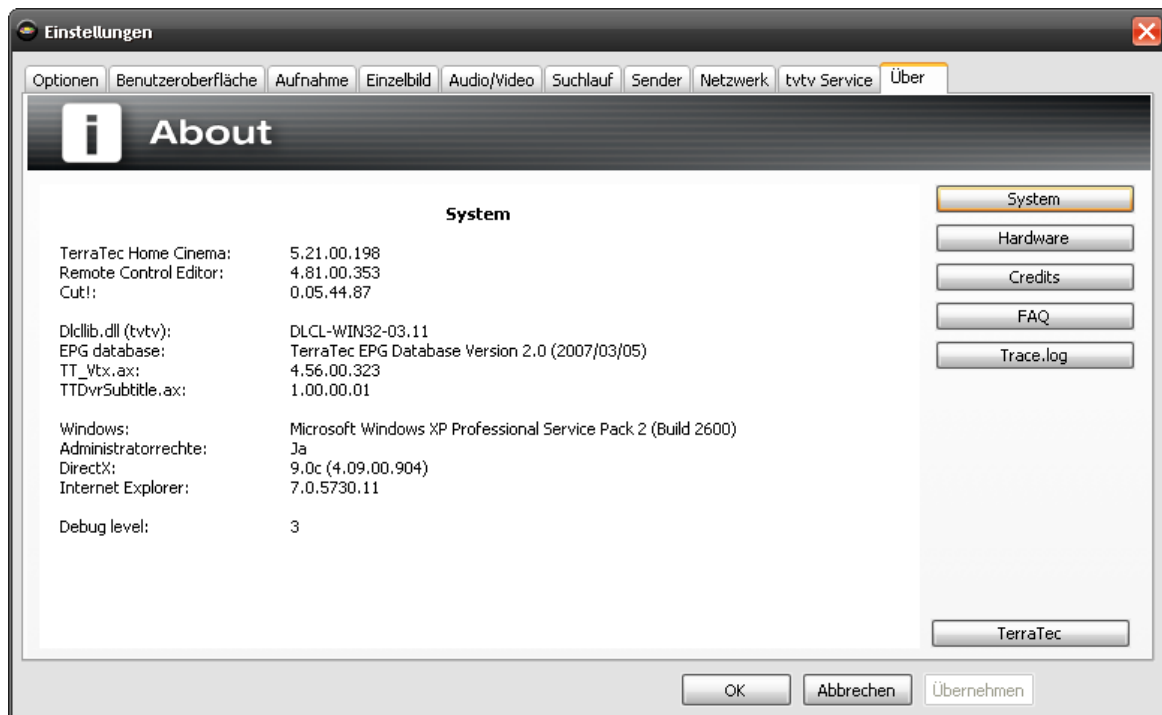 Einstellungen
Optionen Benutzeroberfläche Aufnahme Einzelbild Audio/Video Suchlauf Sender Netzwerk tvtv Service Über
i About
System
TerraTec Home Cinema: 5.21.00.198
Remote Control Editor: 4.81.00.353
Cut!: 0.05.44.87
Dlcllib.dll (tvtv): DLCL-WIN32-03.11
EPG database: TerraTec EPG Database Version 2.0 (2007/03/05)
TT_Vtx.ax: 4.56.00.323
TTDvrSubtitle.ax: 1.00.00.01
Windows: Microsoft Windows XP Professional Service Pack 2 (Build 2600)
Administratorrechte: Ja
DirectX: 9.0c (4.09.00.904)
Internet Explorer: 7.0.5730.11
Debug level: 3
System
Hardware
Credits
FAQ
Trace.log
TerraTec
OK Abbrechen Übernehmen